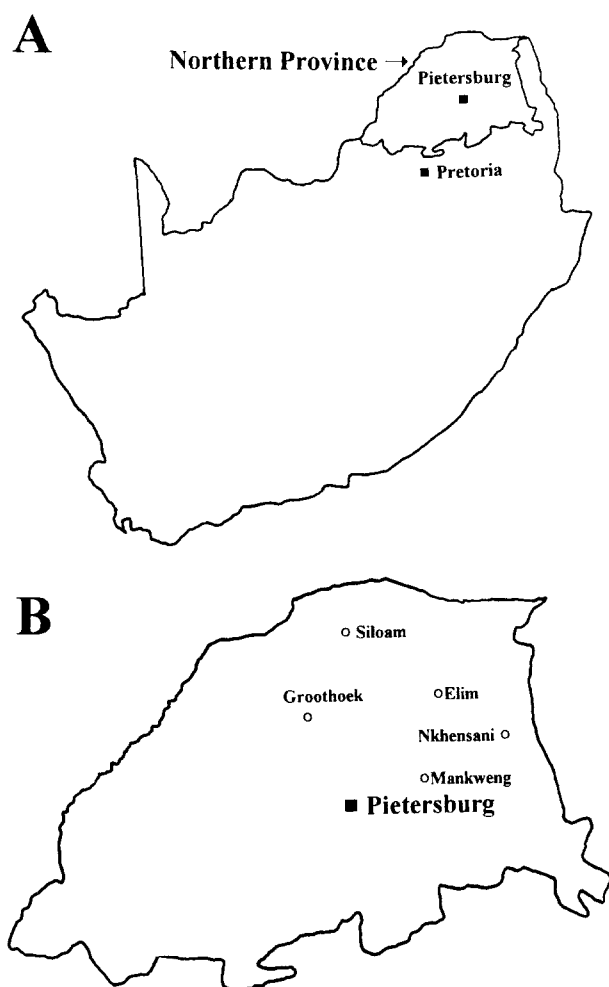 A
Northern Province
Pietersburg
Pretoria
B
Siloam
Groothoek
Elim
Nkhensani
Mankweng
Pietersburg